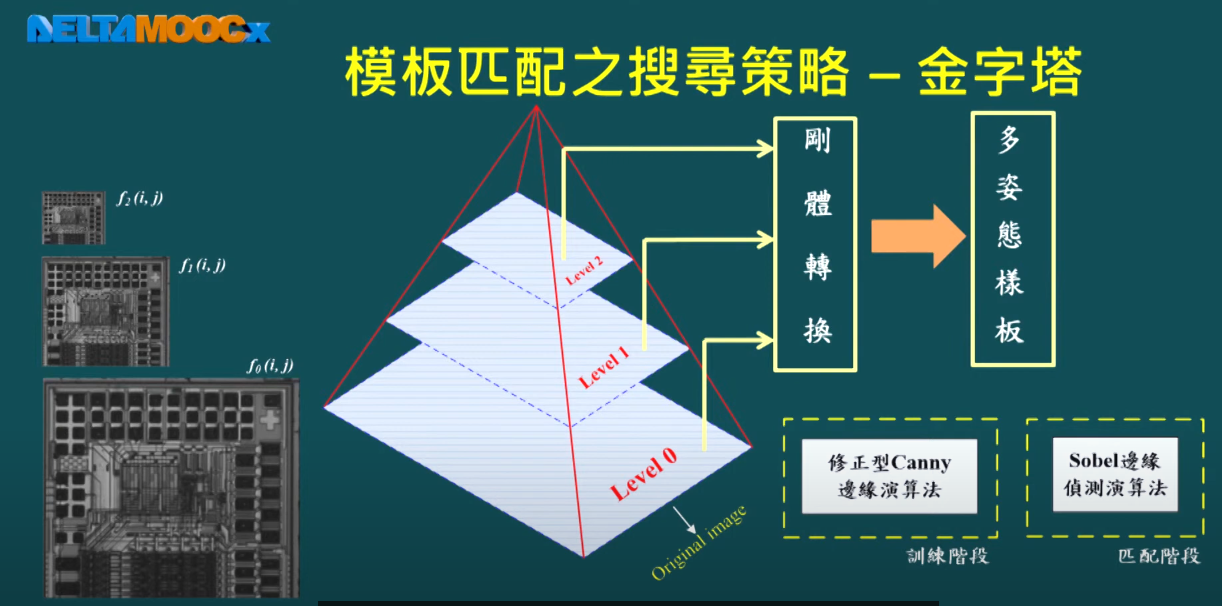 DELTAMOOCx
模板匹配之搜尋策略 – 金字塔
f2(i, j)
f1(i, j)
f0(i, j)
Level 2
Level 1
Level 0
Original image
剛體轉換
多姿態樣板
修正型Canny
邊緣演算法
訓練階段
Sobel邊緣
偵測演算法
匹配階段